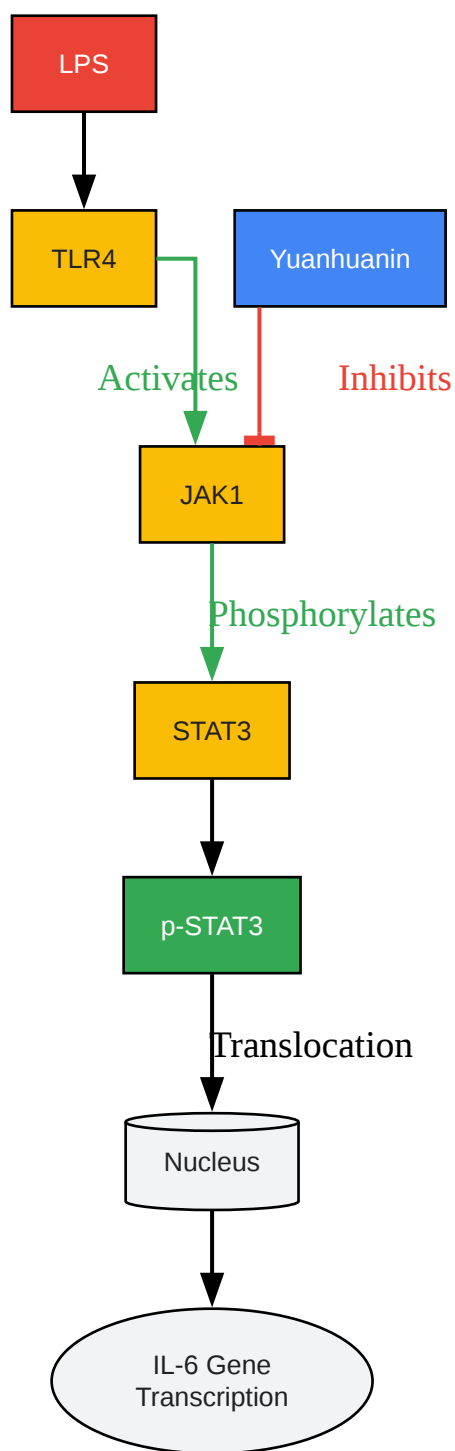 LPS
TLR4
Yuanhuanin
Activates
Inhibits
JAK1
Phosphorylates
STAT3
p-STAT3
Translocation
Nucleus
IL-6 Gene
Transcription